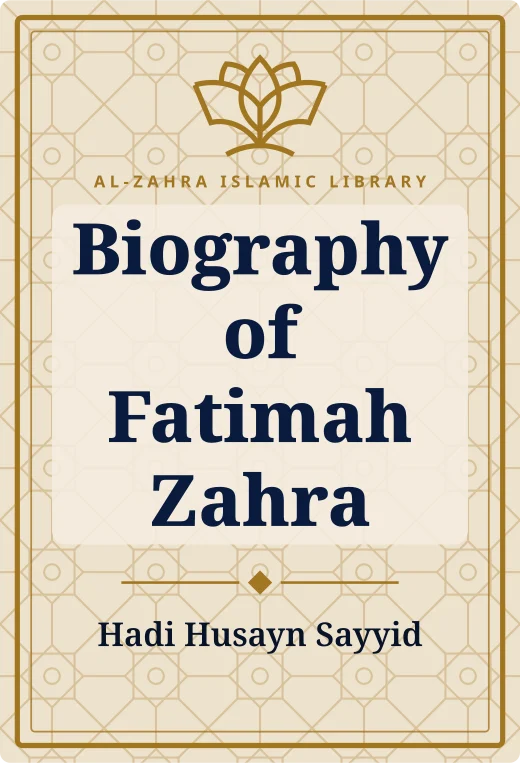 AL-ZAHRA ISLAMIC LIBRARY
Biography
of
Fatimah
Zahra
Hadi Husayn Sayyid